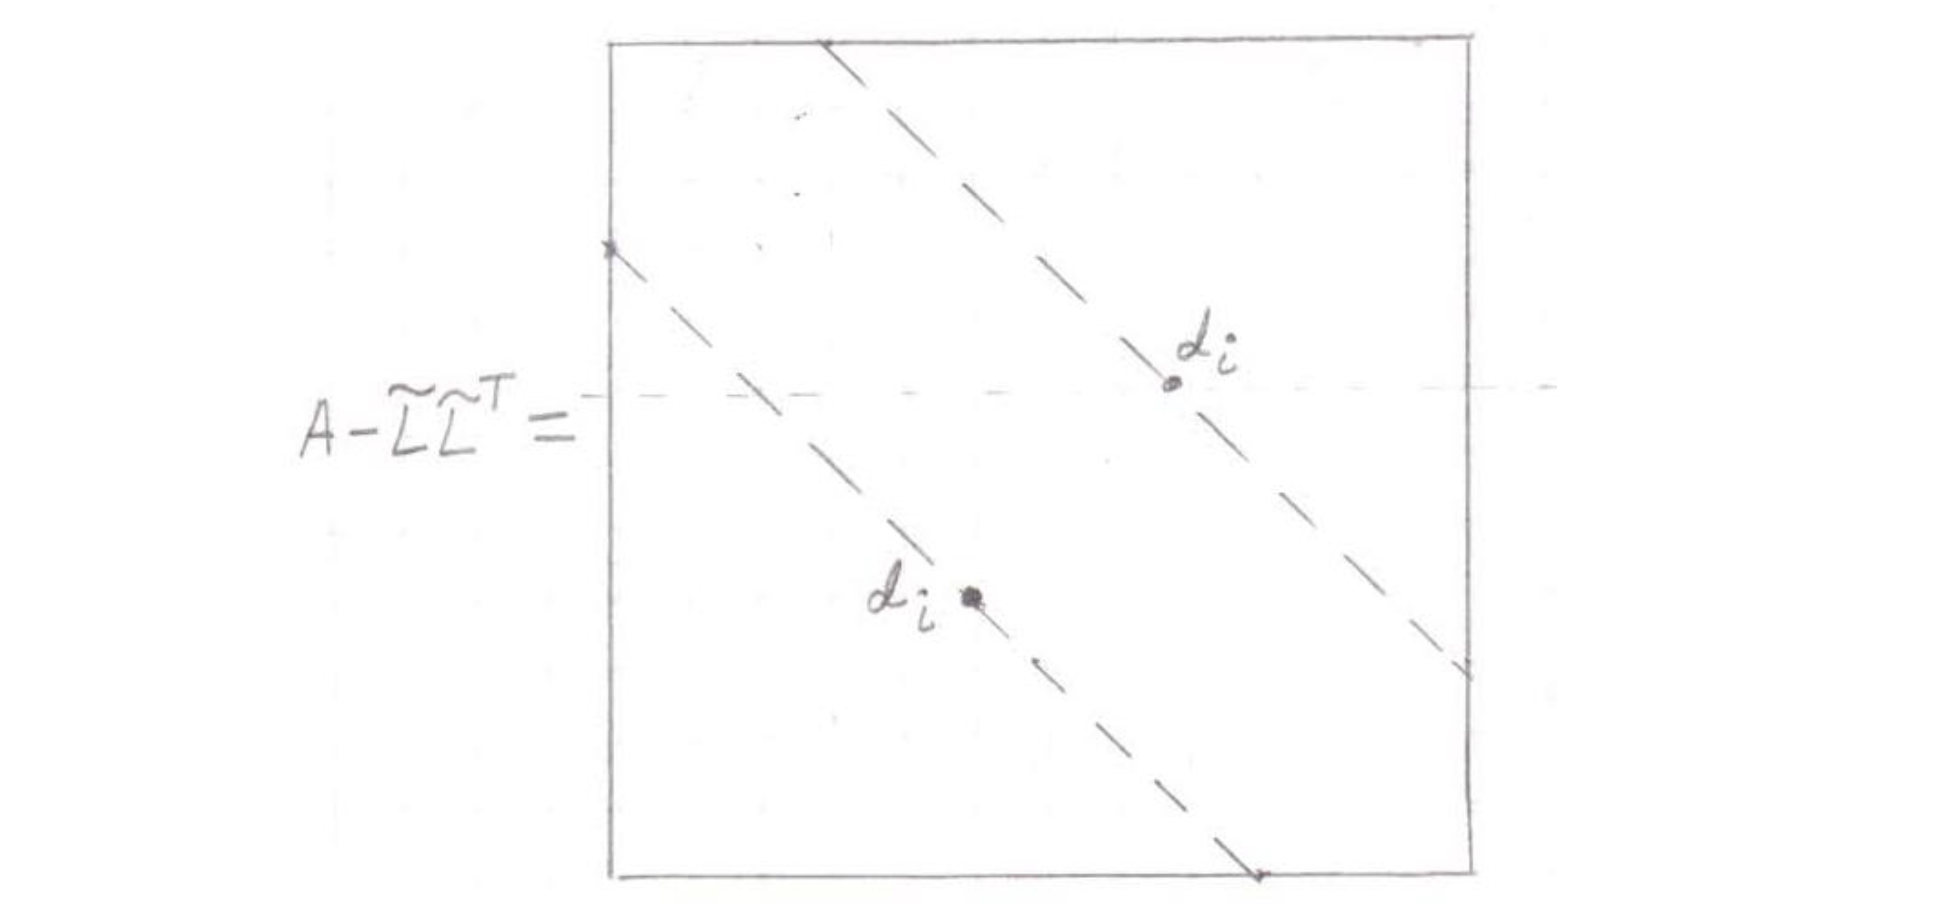 dᵢ
A - L̃ L̃ᵀ =
dᵢ